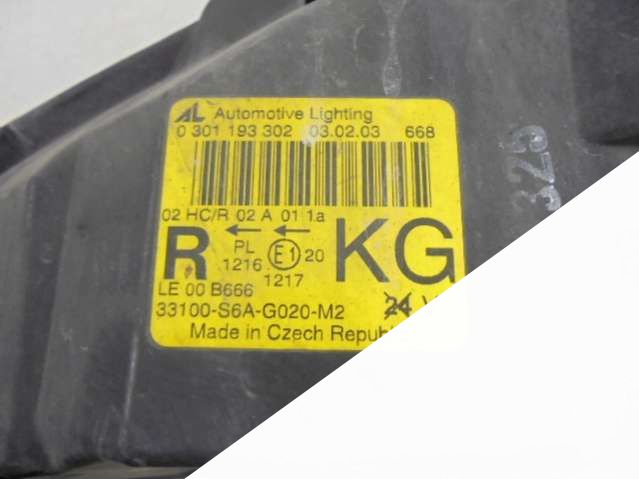 AL Automotive Lighting
0 301 193 302 03.02.03 668
02 HC/R 02 A 01 1a
R PL 1216 E1 20 1217 KG
LE 00 B666
33100-S6A-G020-M2 24 V
Made in Czech
329